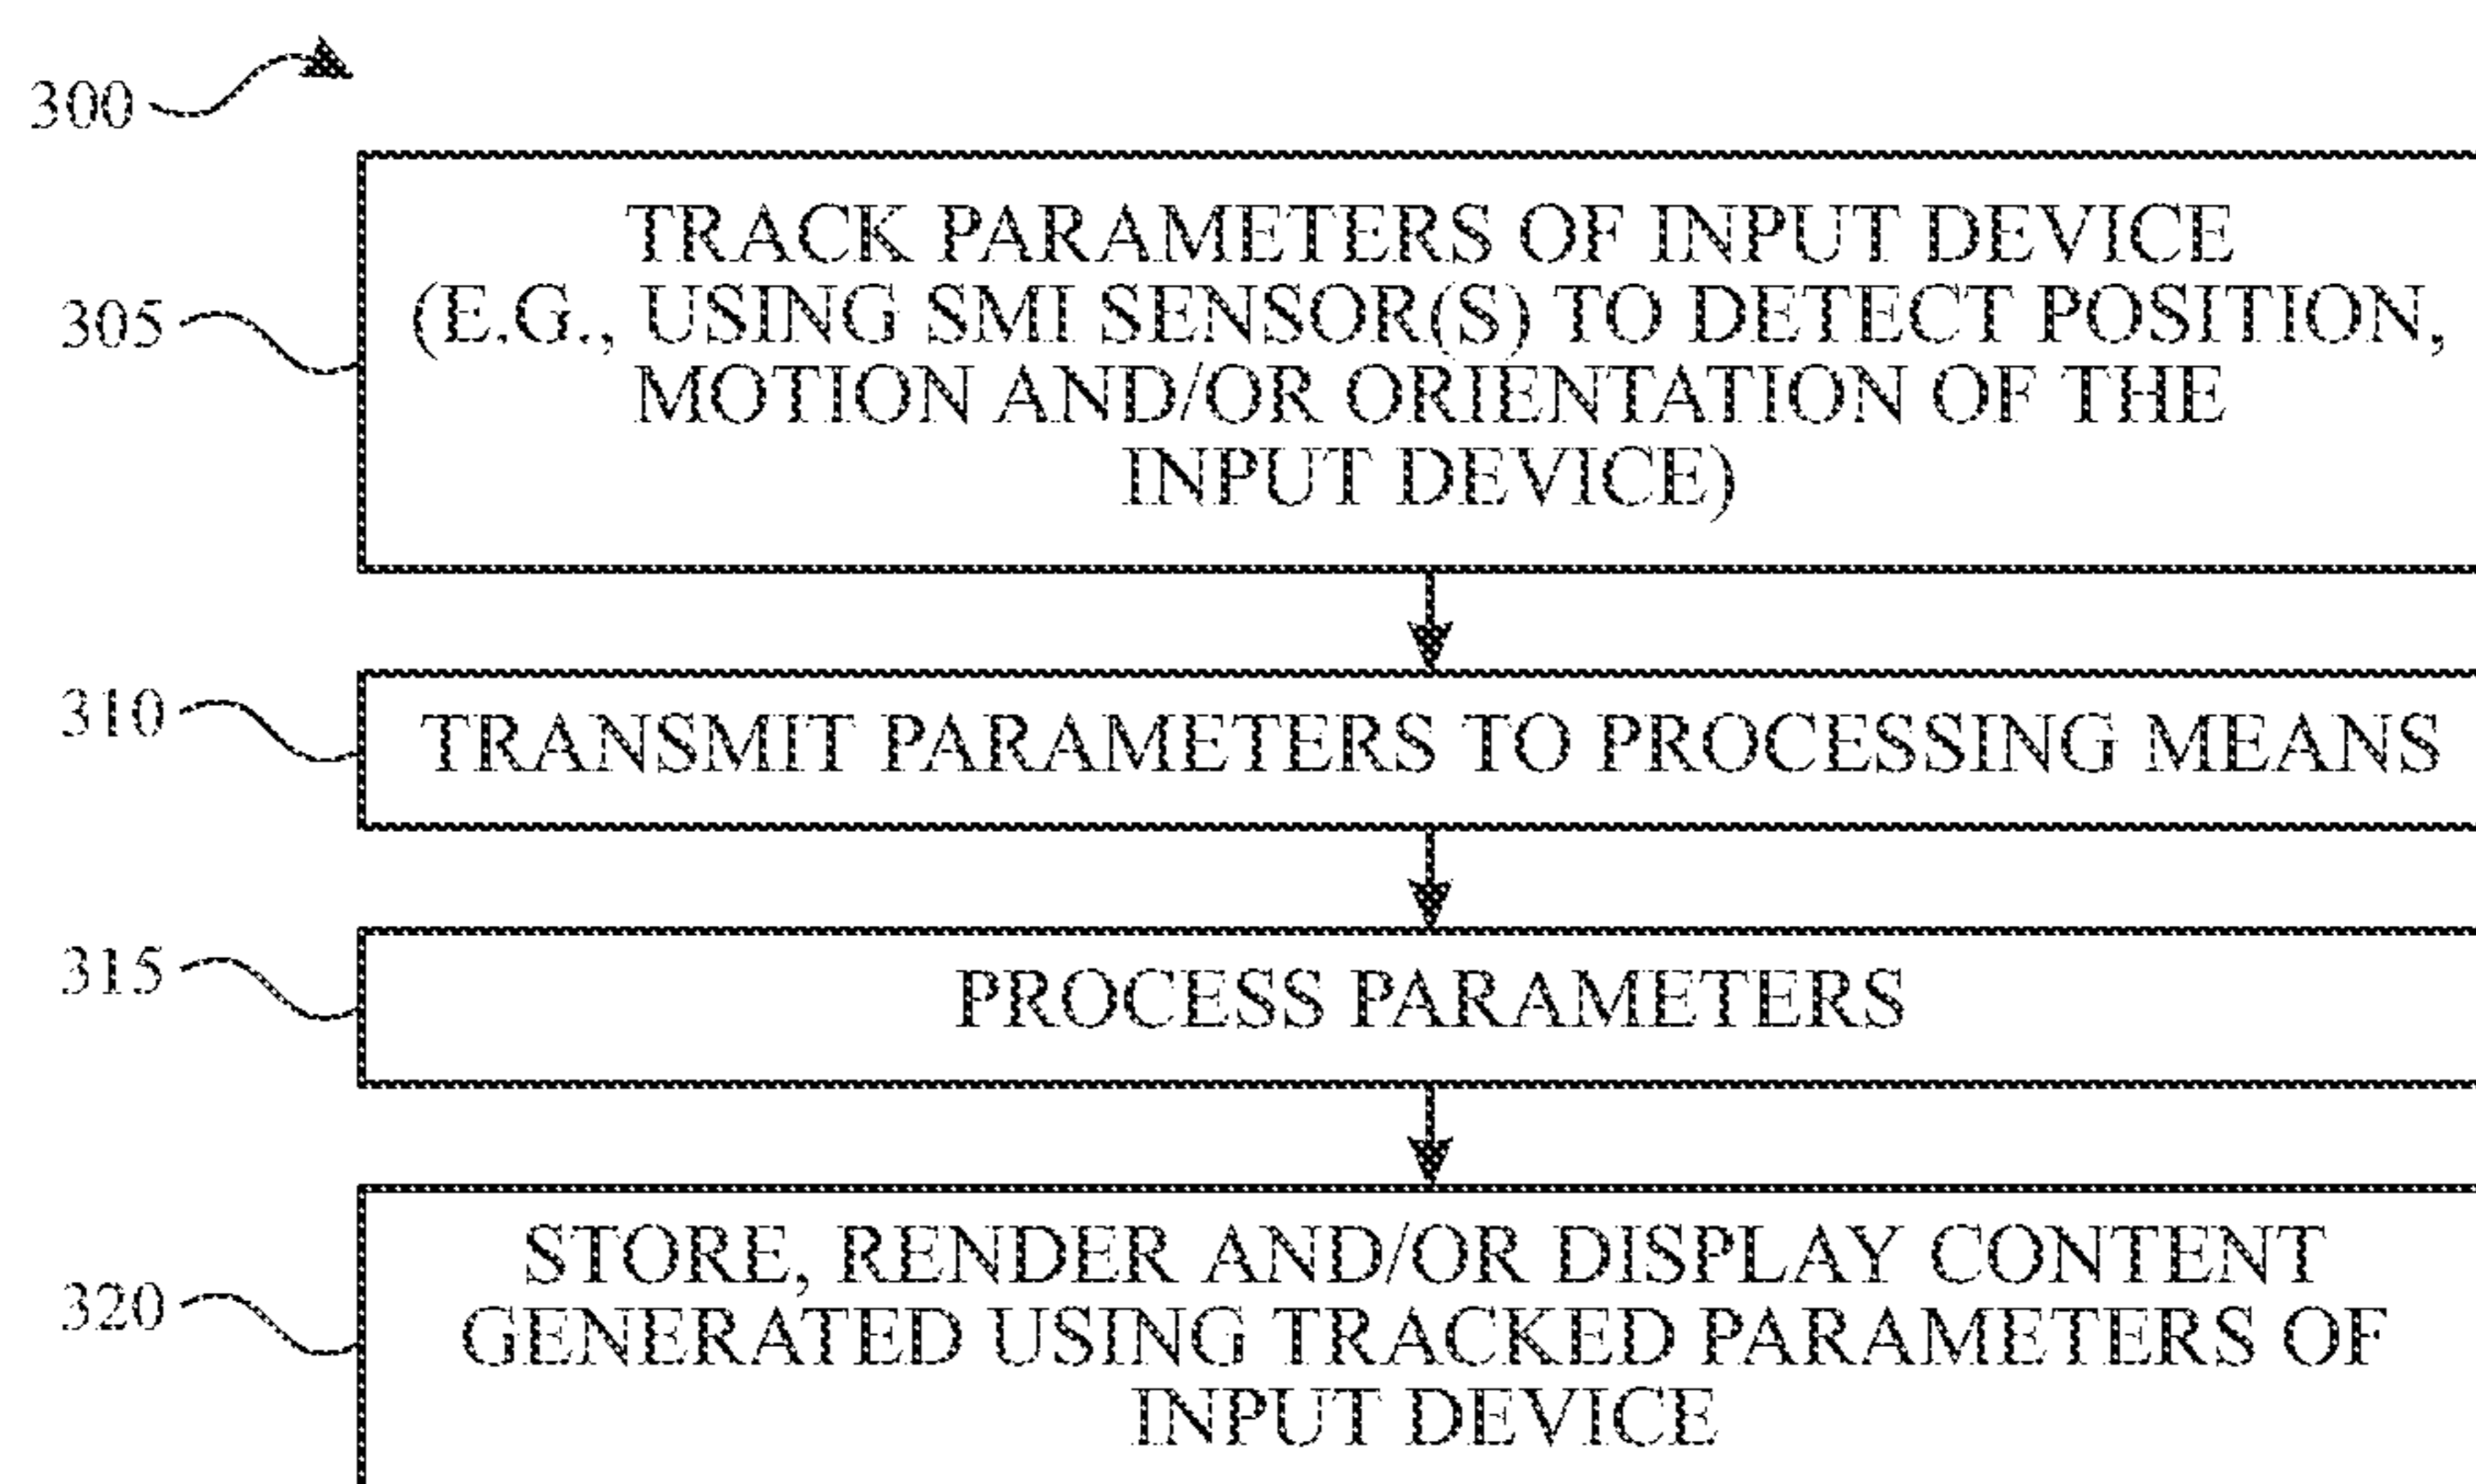 300
TRACK PARAMETERS OF INPUT DEVICE
305
(E.G., USING SMI SENSOR(S) TO DETECT POSITION,
MOTION AND/OR ORIENTATION OF THE
INPUT DEVICE)
310
TRANSMIT PARAMETERS TO PROCESSING MEANS
315
PROCESS PARAMETERS
320
STORE, RENDER AND/OR DISPLAY CONTENT
GENERATED USING TRACKED PARAMETERS OF
INPUT DEVICE